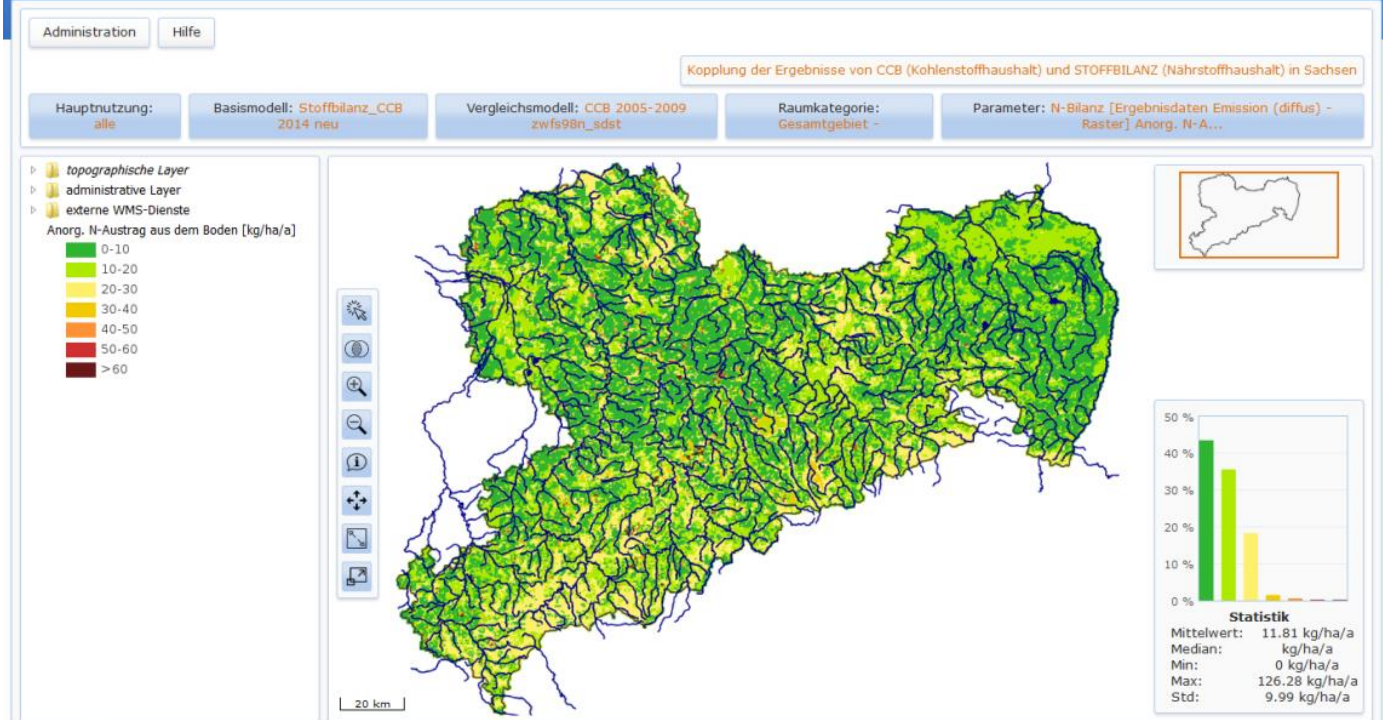 Administration
Hilfe
Kopplung der Ergebnisse von CCB (Kohlenstoffhaushalt) und STOFFBILANZ (Nährstoffhaushalt) in Sachsen
Hauptnutzung:
alle
Basismodell: Stoffbilanz_CCB
2014 neu
Vergleichsmodell: CCB 2005-2009
zwfs98n_sdst
Raumkategorie:
Gesamtgebiet -
Parameter: N-Bilanz [Ergebnisdaten Emission (diffus) -
Raster] Anorg. N-A...
topographische Layer
administrative Layer
externe WMS-Dienste
Anorg. N-Austrag aus dem Boden [kg/ha/a]
0-10
10-20
20-30
30-40
40-50
50-60
>60
20 km
50 %
40 %
30 %
20 %
10 %
0 %
Statistik
Mittelwert: 11.81 kg/ha/a
Median: kg/ha/a
Min: 0 kg/ha/a
Max: 126.28 kg/ha/a
Std: 9.99 kg/ha/a